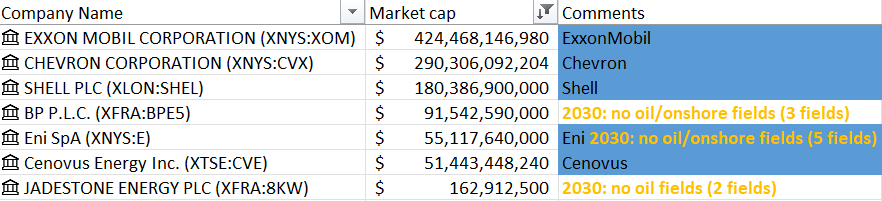 Company Name Market cap Comments
EXXON MOBIL CORPORATION (XNYS:XOM) $ 424,468,146,980 ExxonMobil
CHEVRON CORPORATION (XNYS:CVX) $ 290,306,092,204 Chevron
SHELL PLC (XLON:SHEL) $ 180,386,900,000 Shell
BP P.L.C. (XFRA:BPE5) $ 91,542,590,000 2030: no oil/onshore fields (3 fields)
Eni SpA (XNYS:E) $ 55,117,640,000 Eni 2030: no oil/onshore fields (5 fields)
Cenovus Energy Inc. (XTSE:CVE) $ 51,443,448,240 Cenovus
JADESTONE ENERGY PLC (XFRA:8KW) $ 162,912,500 2030: no oil fields (2 fields)